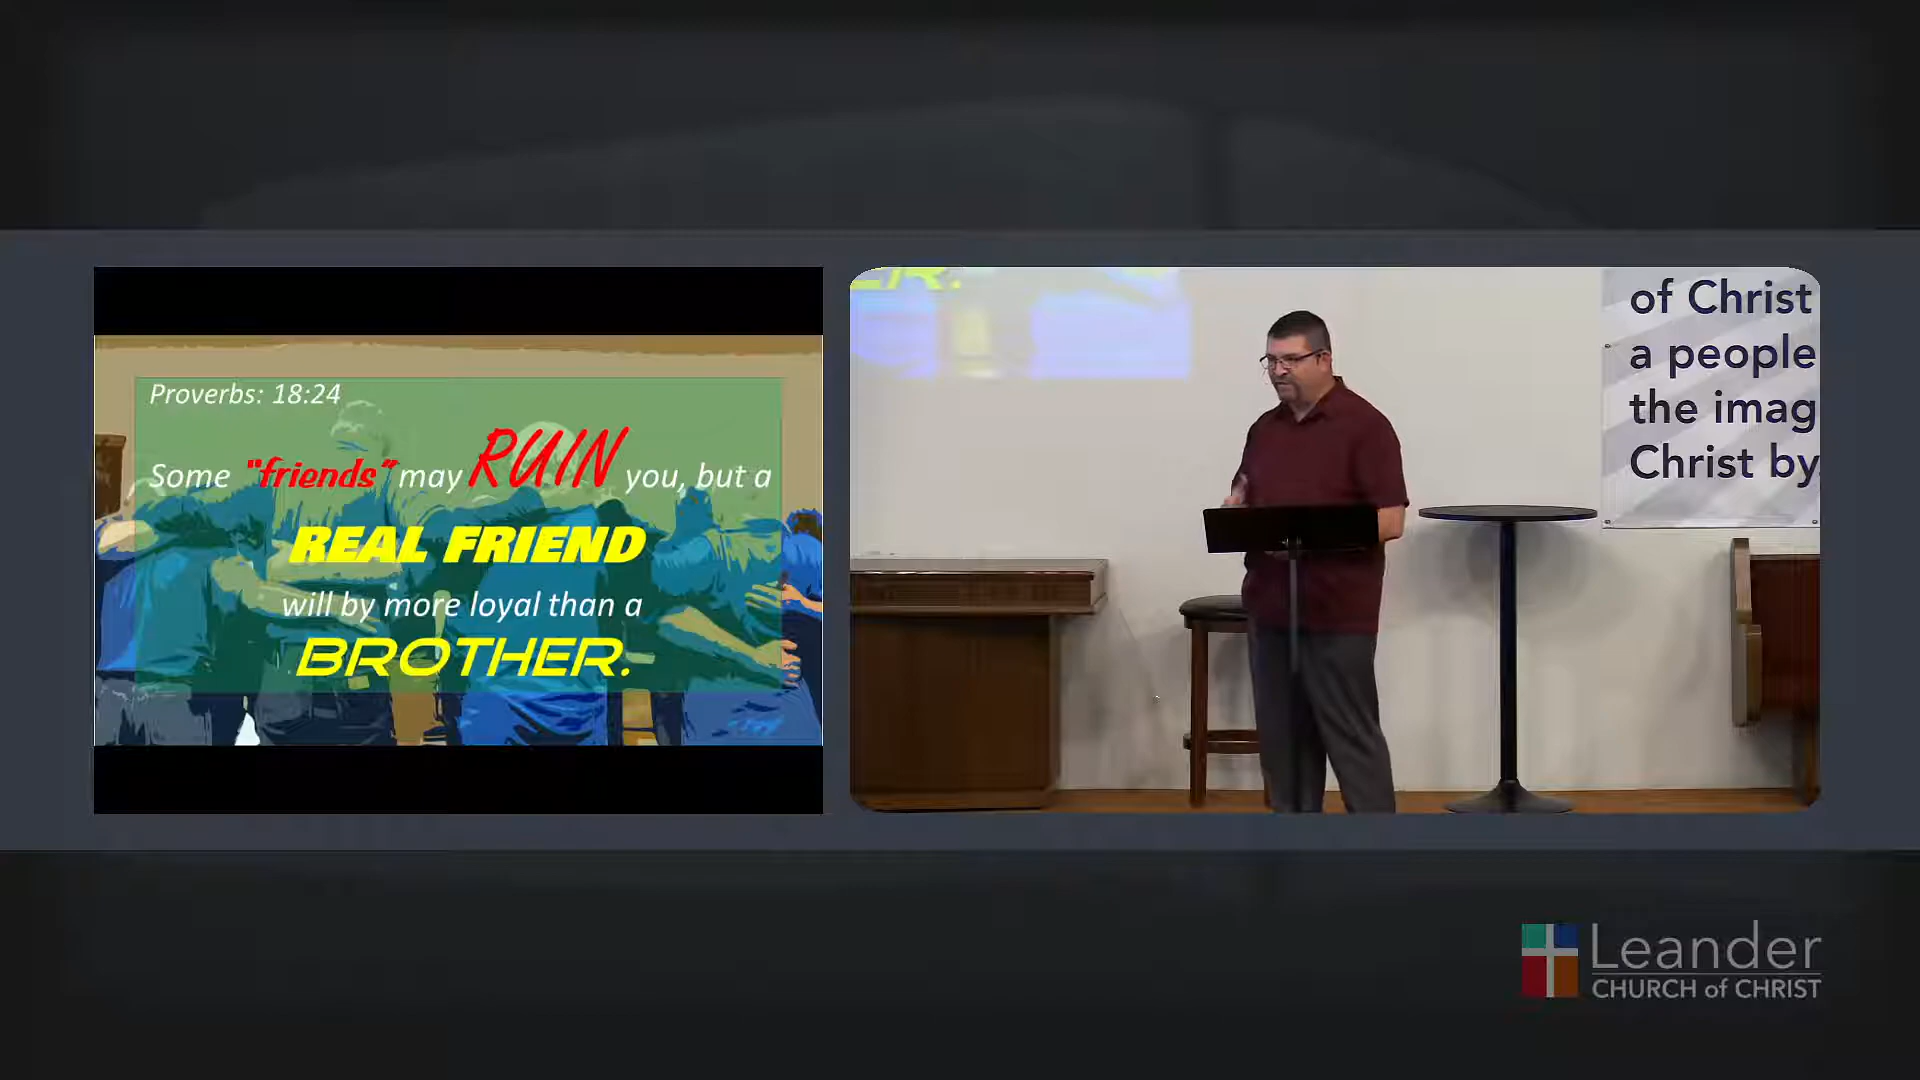 Proverbs: 18:24
Some "friends" may RUIN you, but a
REAL FRIEND
will by more loyal than a
BROTHER.
of Christ
a people
the imag
Christ by
Leander
CHURCH of CHRIST